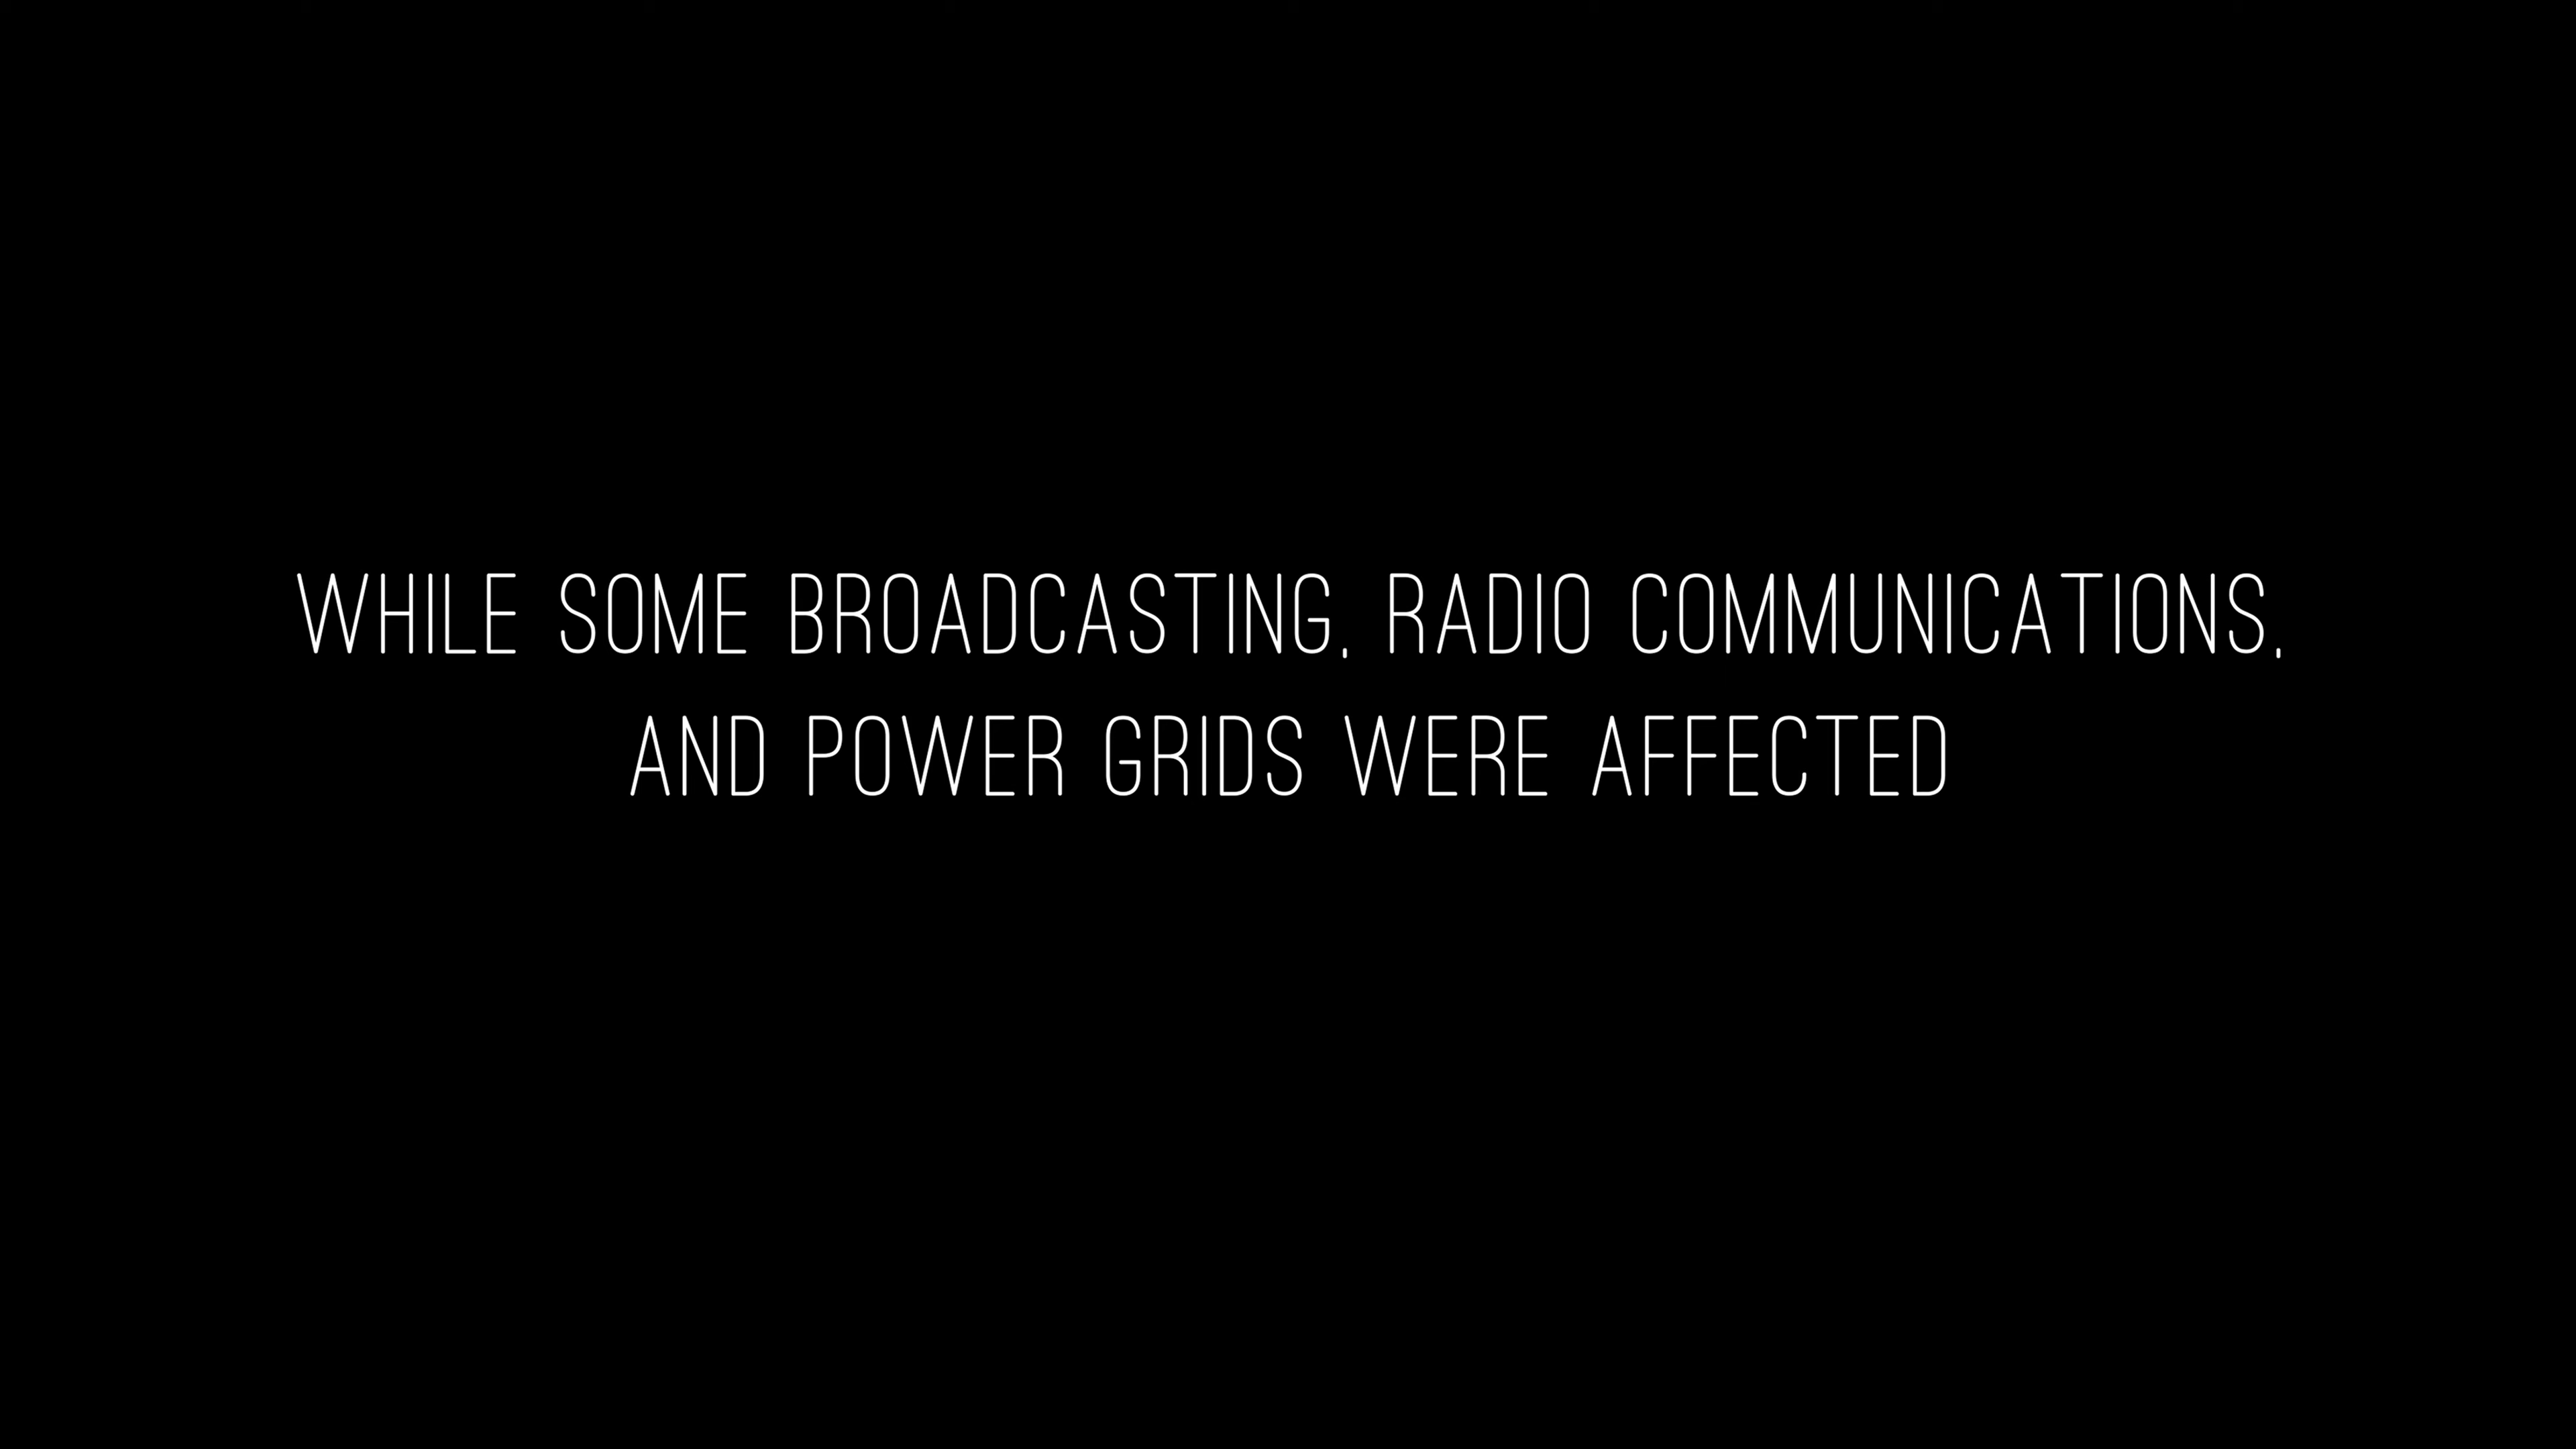 WHILE SOME BROADCASTING, RADIO COMMUNICATIONS,
AND POWER GRIDS WERE AFFECTED